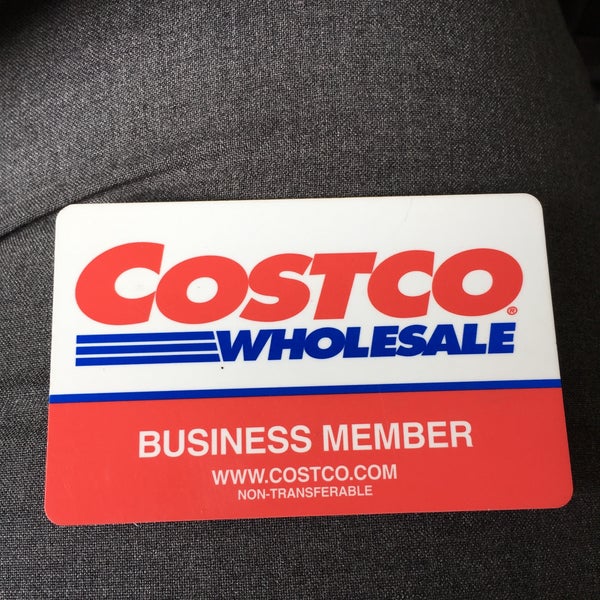 COSTCO®
WHOLESALE
BUSINESS MEMBER
WWW.COSTCO.COM
NON-TRANSFERABLE